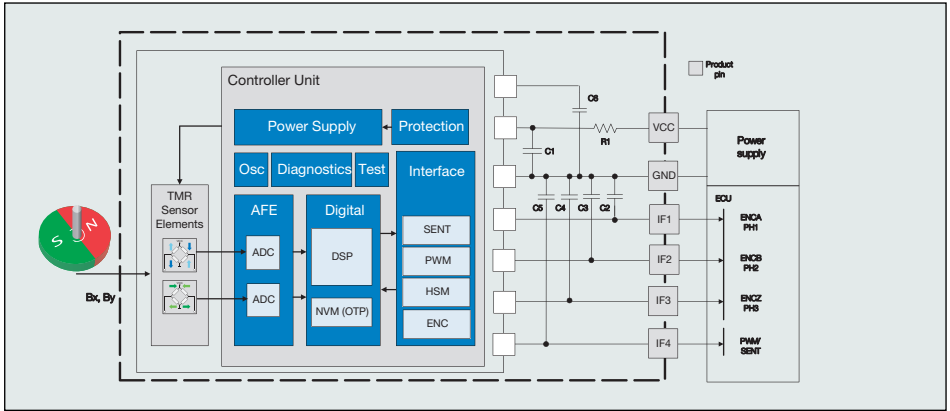 Controller Unit
Power Supply
Protection
Osc
Diagnostics
Test
Interface
TMR
Sensor
Elements
AFE
Digital
ADC
ADC
DSP
NVM (OTP)
SENT
PWM
HSM
ENC
S
N
Bx, By
C6
C1
R1
C5
C4
C3
C2
Product
pin
VCC
GND
IF1
IF2
IF3
IF4
Power
supply
ECU
ENCA
PH1
ENCB
PH2
ENCZ
PH3
PWM/
SENT